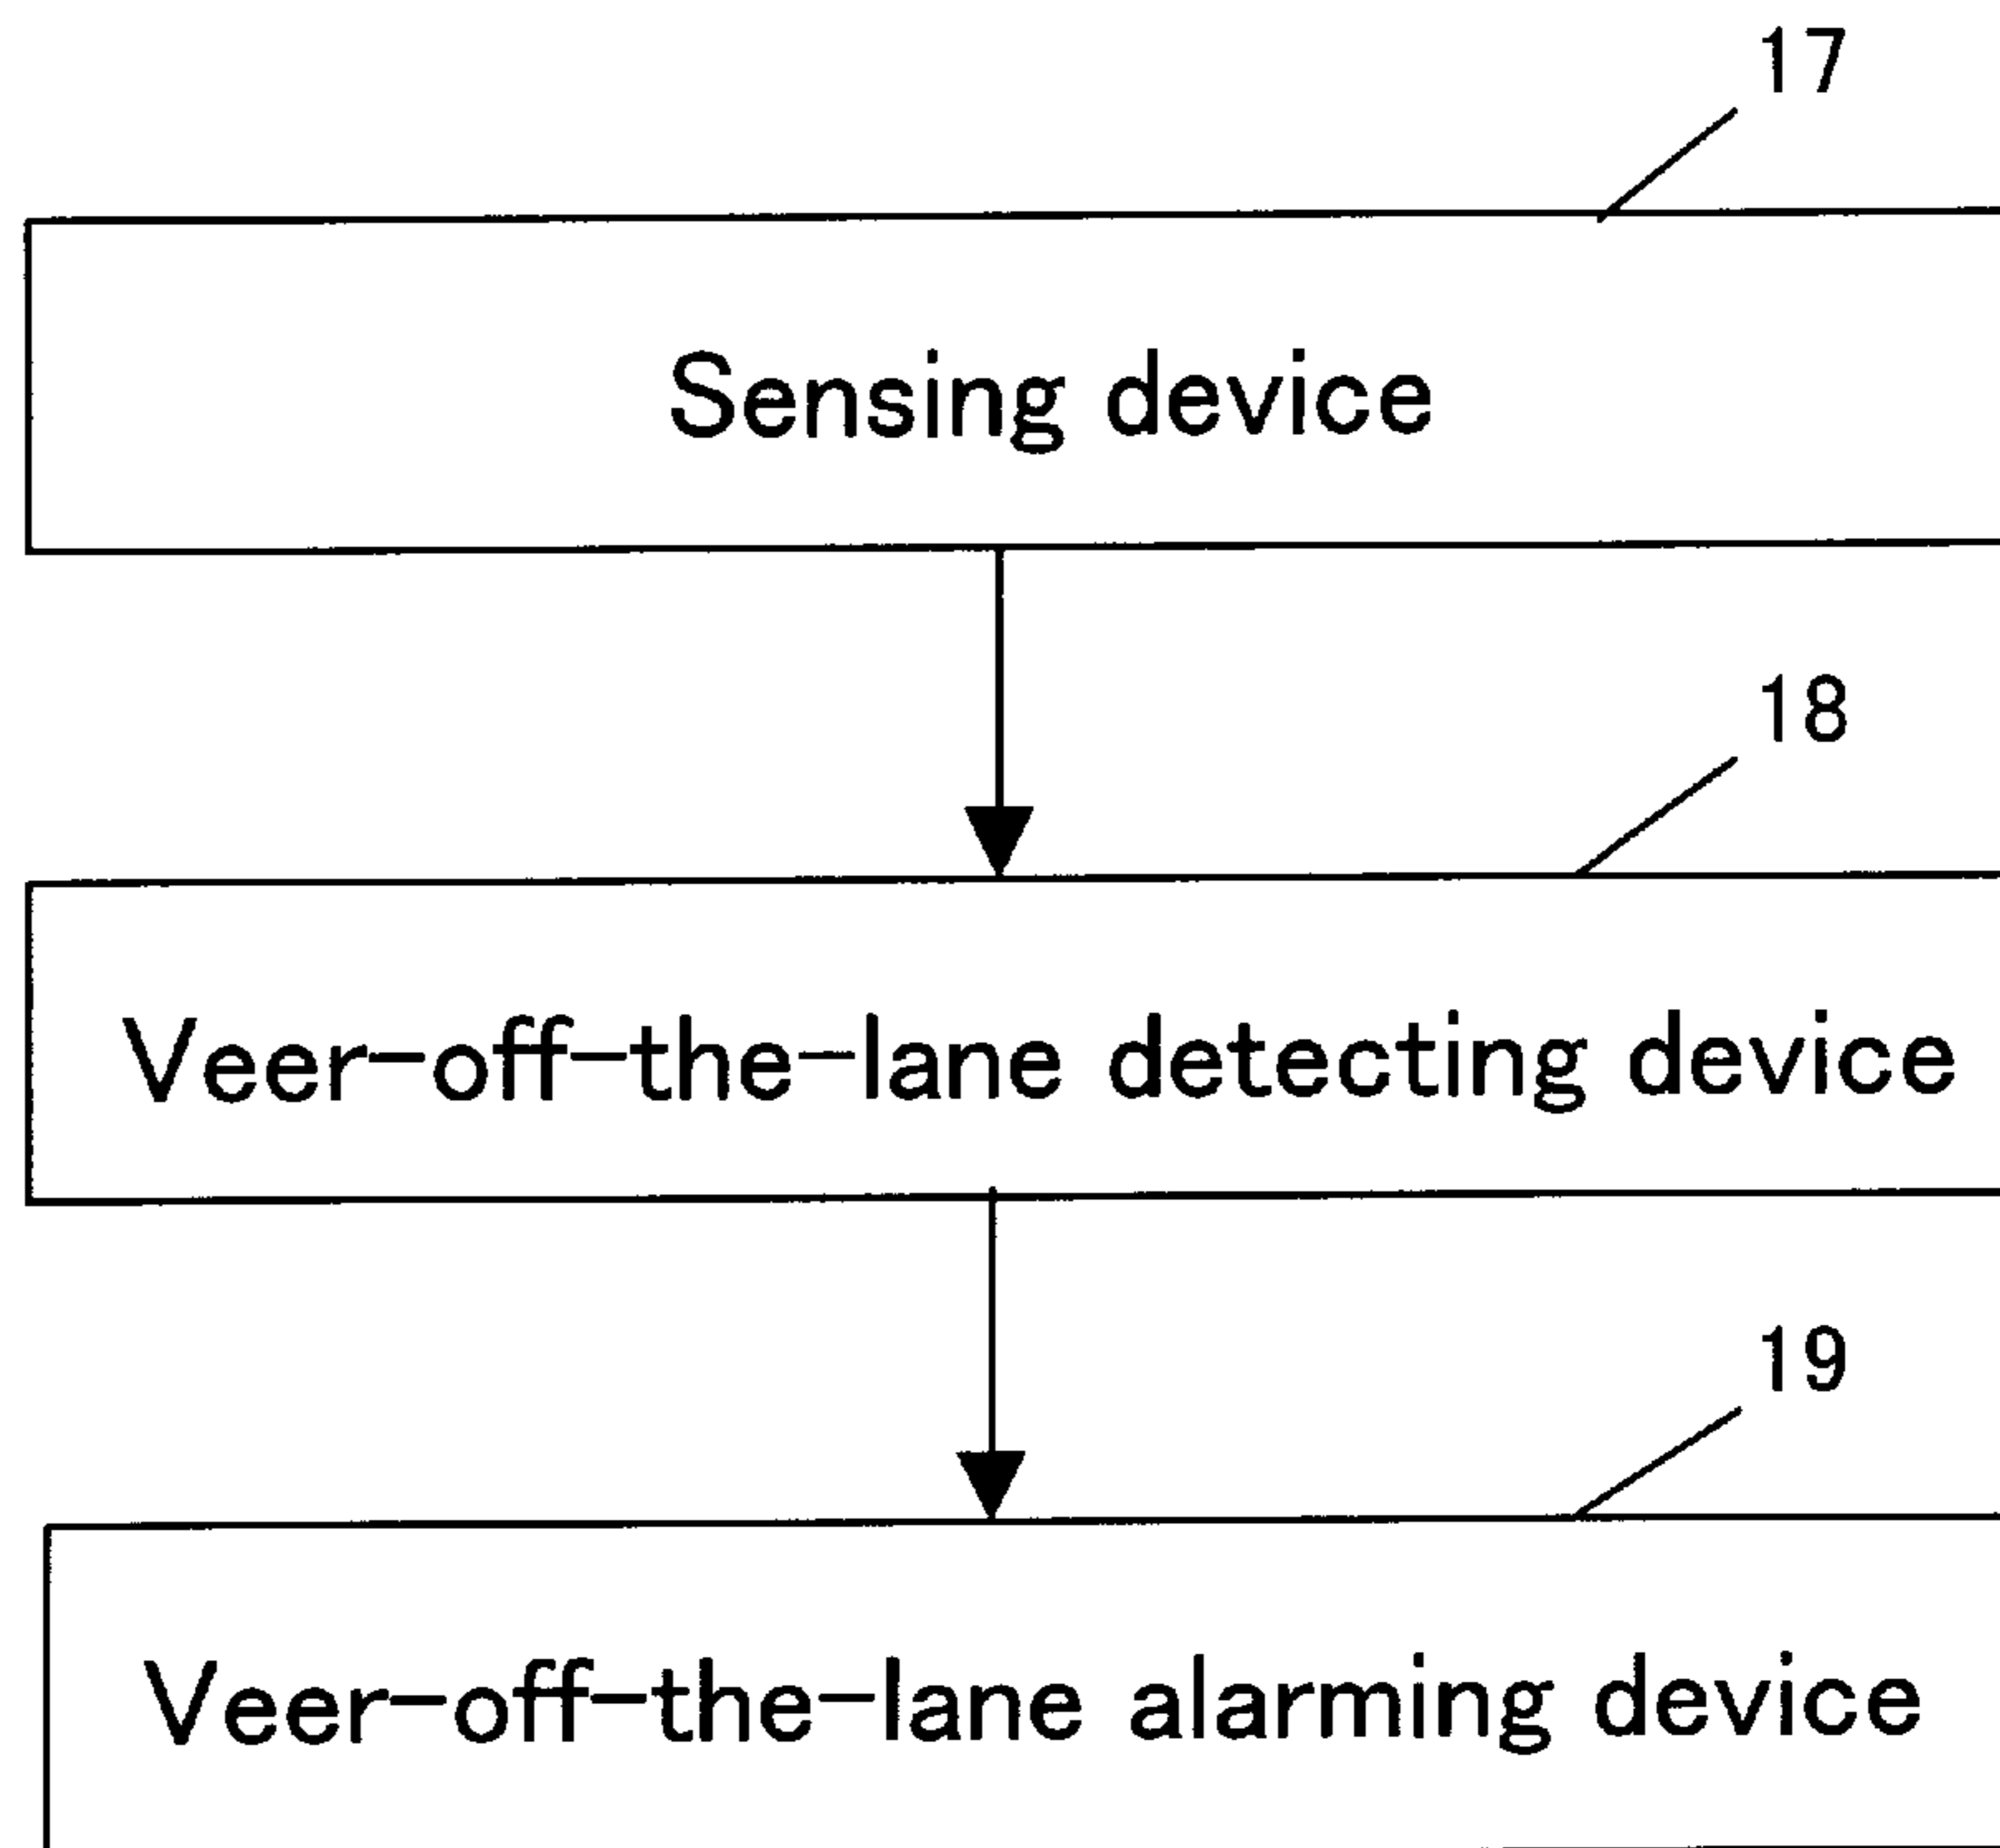 17
Sensing device
18
Veer-off-the-lane detecting device
19
Veer-off-the-lane alarming device